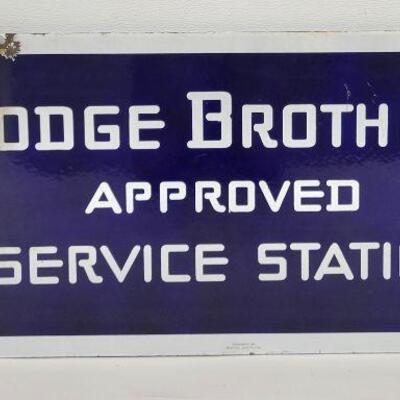 ODGE BROTH
APPROVED
SERVICE STATI